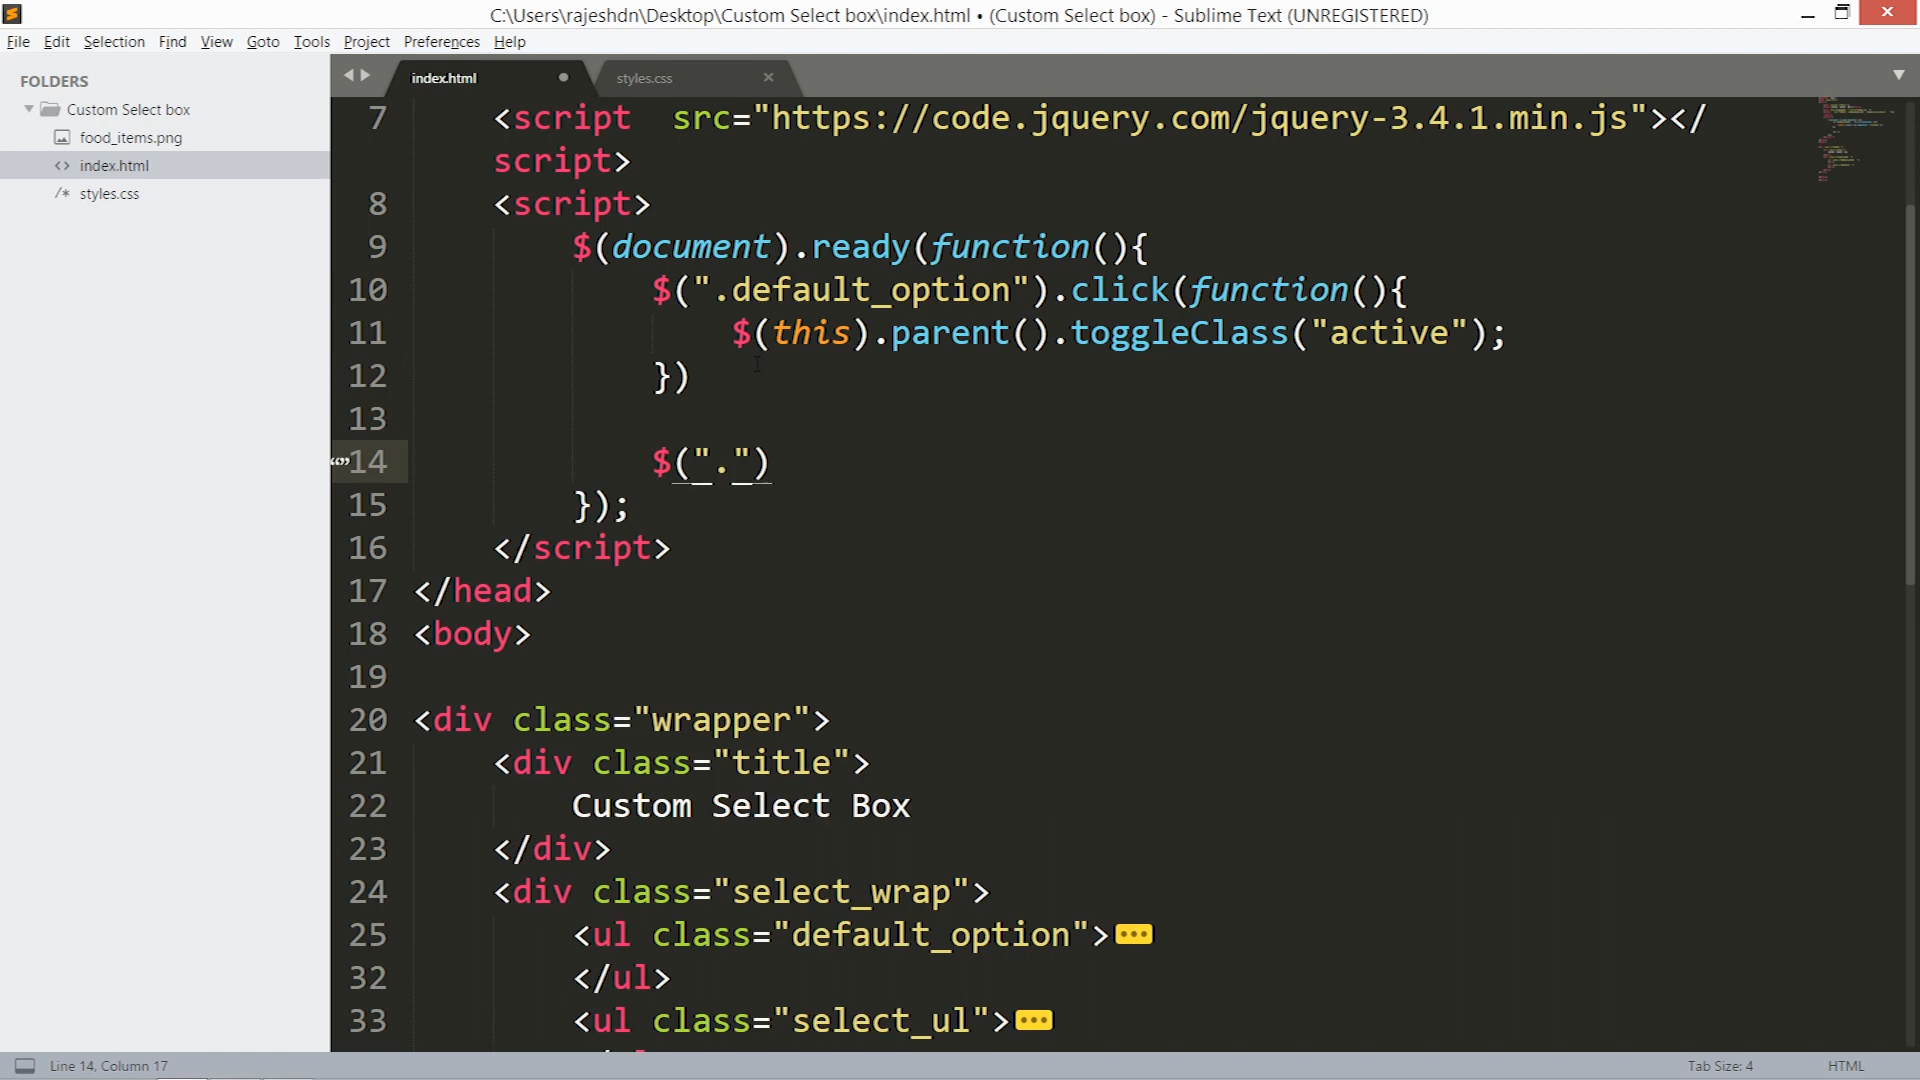 C:\Users\rajeshdn\Desktop\Custom Select box\index.html • (Custom Select box) - Sublime Text (UNREGISTERED)
File Edit Selection Find View Goto Tools Project Preferences Help
FOLDERS
Custom Select box
food_items.png
<> index.html
/* styles.css
index.html
styles.css
7 <script  src="https://code.jquery.com/jquery-3.4.1.min.js"></
script>
8 <script>
9 $(document).ready(function(){
10 $(".default_option").click(function(){
11 $(this).parent().toggleClass("active");
12 })
13
14 $(".")
15 });
16 </script>
17 </head>
18 <body>
19
20 <div class="wrapper">
21 <div class="title">
22 Custom Select Box
23 </div>
24 <div class="select_wrap">
25 <ul class="default_option">
32 </ul>
33 <ul class="select_ul">
Line 14, Column 17
Tab Size: 4
HTML